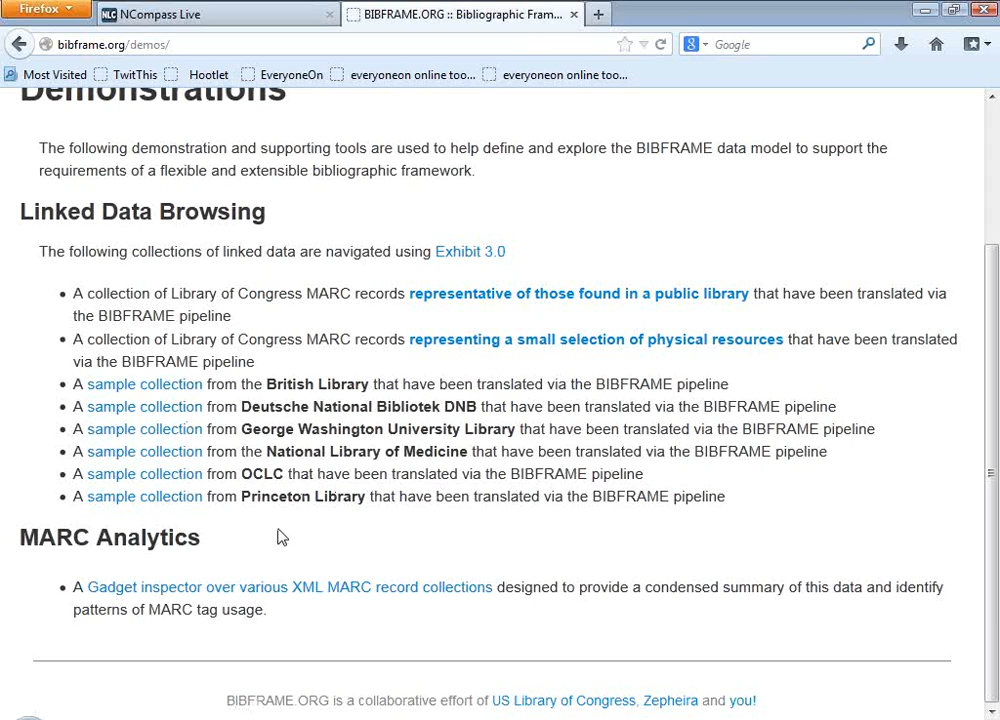 Firefox
NLC NCompass Live
BIBFRAME.ORG :: Bibliographic Fram...
bibframe.org/demos/
Google
Most Visited TwitThis Hootlet EveryoneOn everyoneon online too... everyoneon online too...
Demonstrations
The following demonstration and supporting tools are used to help define and explore the BIBFRAME data model to support the
requirements of a flexible and extensible bibliographic framework.
Linked Data Browsing
The following collections of linked data are navigated using Exhibit 3.0
• A collection of Library of Congress MARC records representative of those found in a public library that have been translated via
the BIBFRAME pipeline
• A collection of Library of Congress MARC records representing a small selection of physical resources that have been translated
via the BIBFRAME pipeline
• A sample collection from the British Library that have been translated via the BIBFRAME pipeline
• A sample collection from Deutsche National Bibliotek DNB that have been translated via the BIBFRAME pipeline
• A sample collection from George Washington University Library that have been translated via the BIBFRAME pipeline
• A sample collection from the National Library of Medicine that have been translated via the BIBFRAME pipeline
• A sample collection from OCLC that have been translated via the BIBFRAME pipeline
• A sample collection from Princeton Library that have been translated via the BIBFRAME pipeline
MARC Analytics
• A Gadget inspector over various XML MARC record collections designed to provide a condensed summary of this data and identify
patterns of MARC tag usage.
BIBFRAME.ORG is a collaborative effort of US Library of Congress, Zepheira and you!